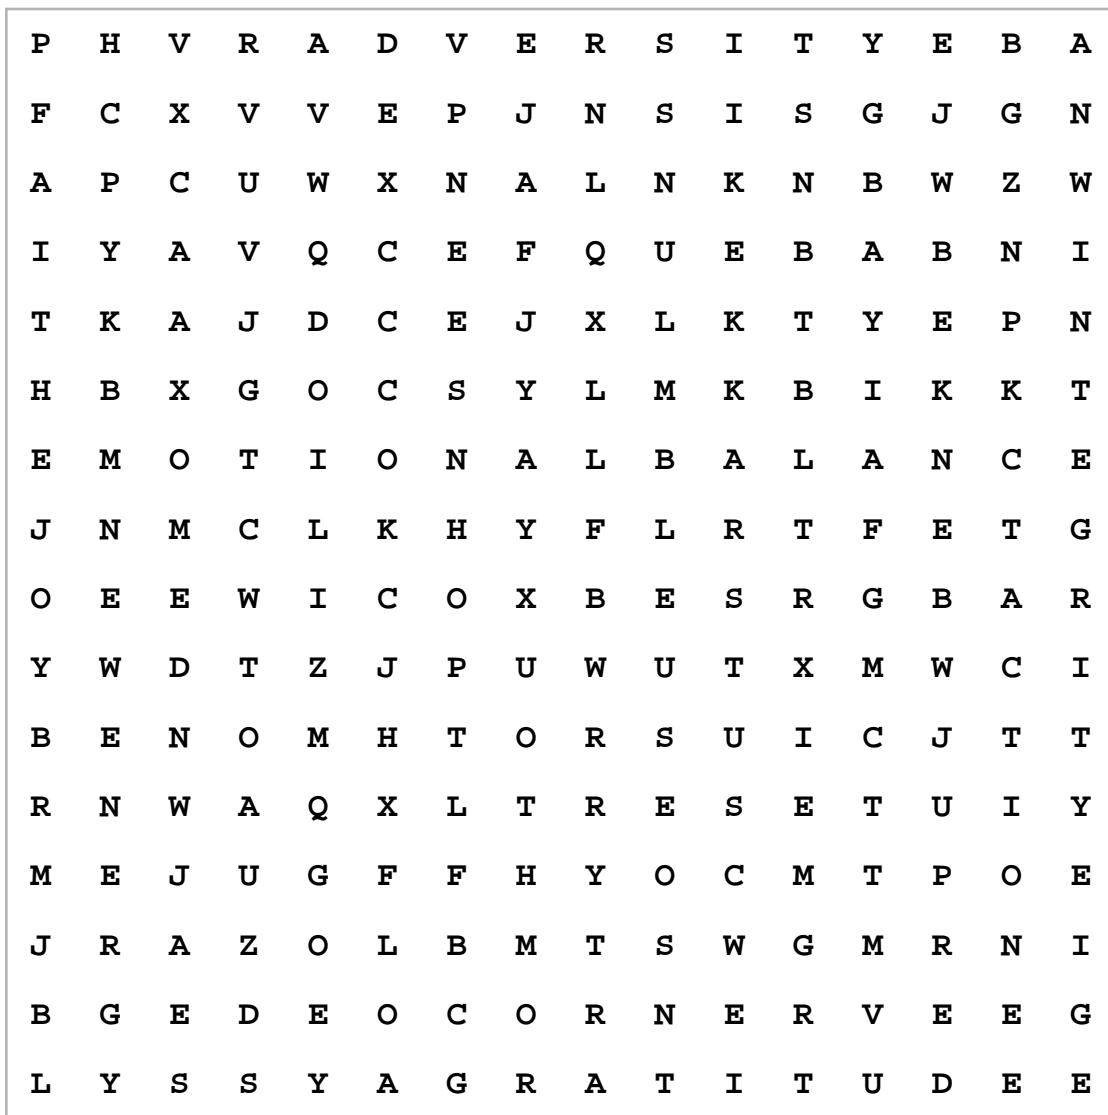 P H V R A D V E R S I T Y E B A
F C X V V E P J N S I S G J G N
A P C U W X N A L N K N B W Z W
I Y A V Q C E F Q U E B A B N I
T K A J D C E J X L K T Y E P N
H B X G O C S Y L M K B I K K T
E M O T I O N A L B A L A N C E
J N M C L K H Y F L R T F E T G
O E E W I C O X B E S R G B A R
Y W D T Z J P U W U T X M W C I
B E N O M H T O R S U I C J T T
R N W A Q X L T R E S E T U I Y
M E J U G F F H Y O C M T P O E
J R A Z O L B M T S W G M R N I
B G E D E O C O R N E R V E E G
L Y S S Y A G R A T I T U D E E